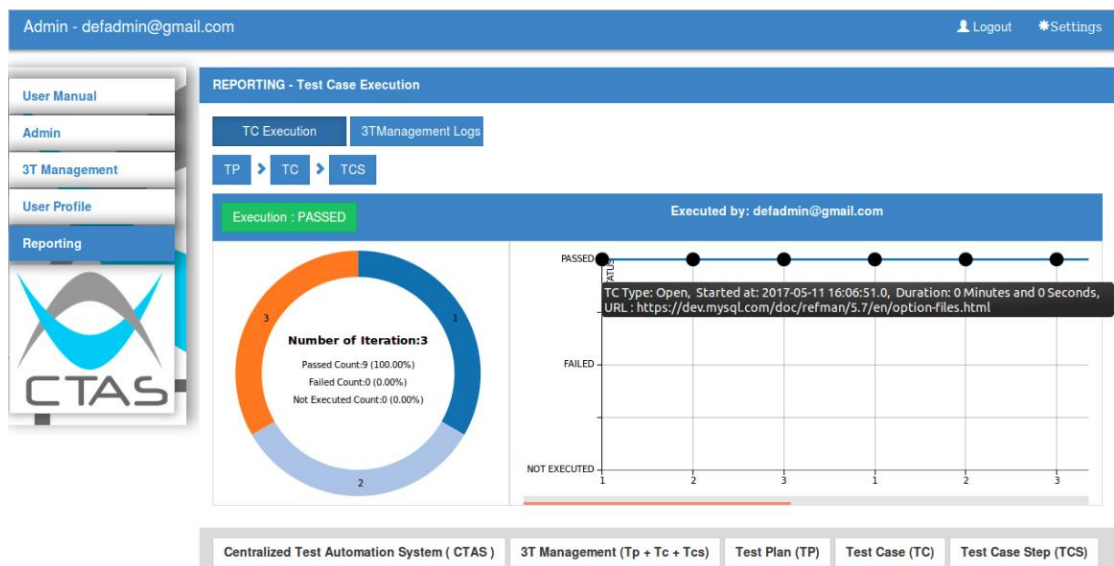 Admin - defadmin@gmail.com
Logout
Settings
User Manual
Admin
3T Management
User Profile
Reporting
CTAS
REPORTING - Test Case Execution
TC Execution
3TManagement Logs
TP
TC
TCS
Execution : PASSED
Executed by: defadmin@gmail.com
3
1
2
Number of Iteration:3
Passed Count:9 (100.00%)
Failed Count:0 (0.00%)
Not Executed Count:0 (0.00%)
PASSED
TC Type: Open, Started at: 2017-05-11 16:06:51.0, Duration: 0 Minutes and 0 Seconds,
URL : https://dev.mysql.com/doc/refman/5.7/en/option-files.html
FAILED
NOT EXECUTED
1 2 3 1 2 3
Centralized Test Automation System ( CTAS )
3T Management (Tp + Tc + Tcs)
Test Plan (TP)
Test Case (TC)
Test Case Step (TCS)